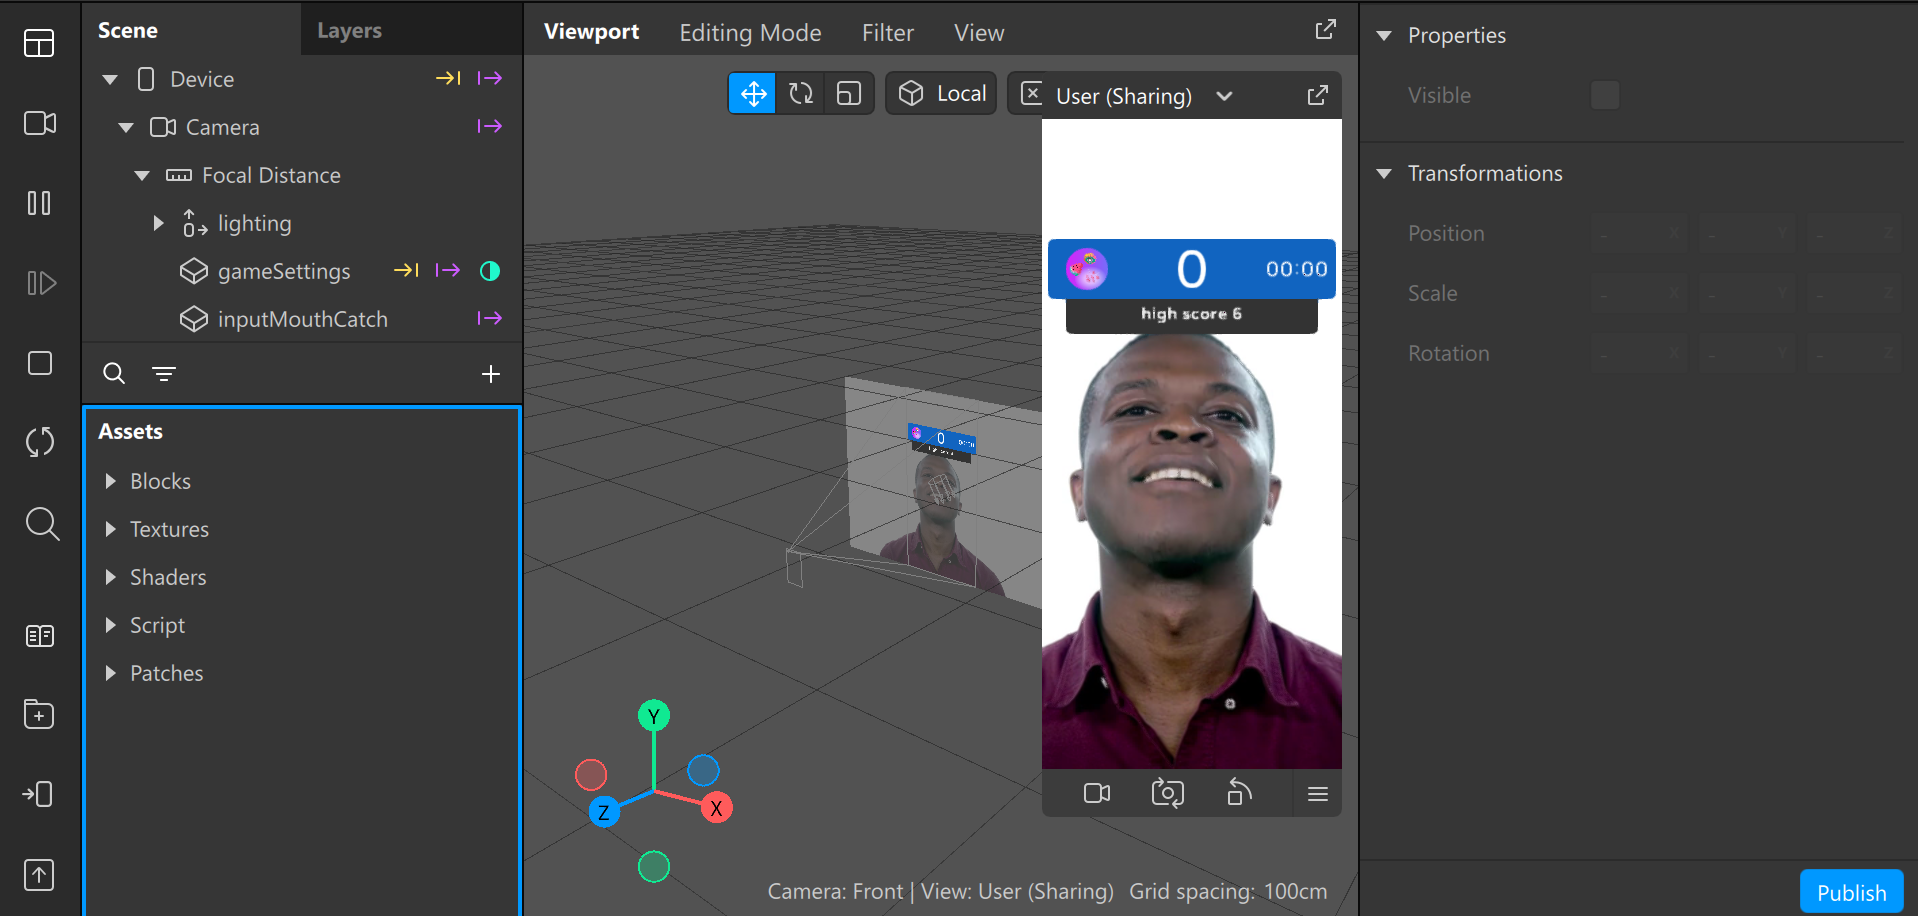 Scene
Layers
Device
Camera
Focal Distance
lighting
gameSettings
inputMouthCatch
Assets
Blocks
Textures
Shaders
Script
Patches
Viewport
Editing Mode
Filter
View
Local
User (Sharing)
0
00:00
high score 6
0
Y
Z
X
Camera: Front | View: User (Sharing) Grid spacing: 100cm
Properties
Visible
Transformations
Position - X - Y - Z
Scale - X - Y - Z
Rotation - X - Y - Z
Publish